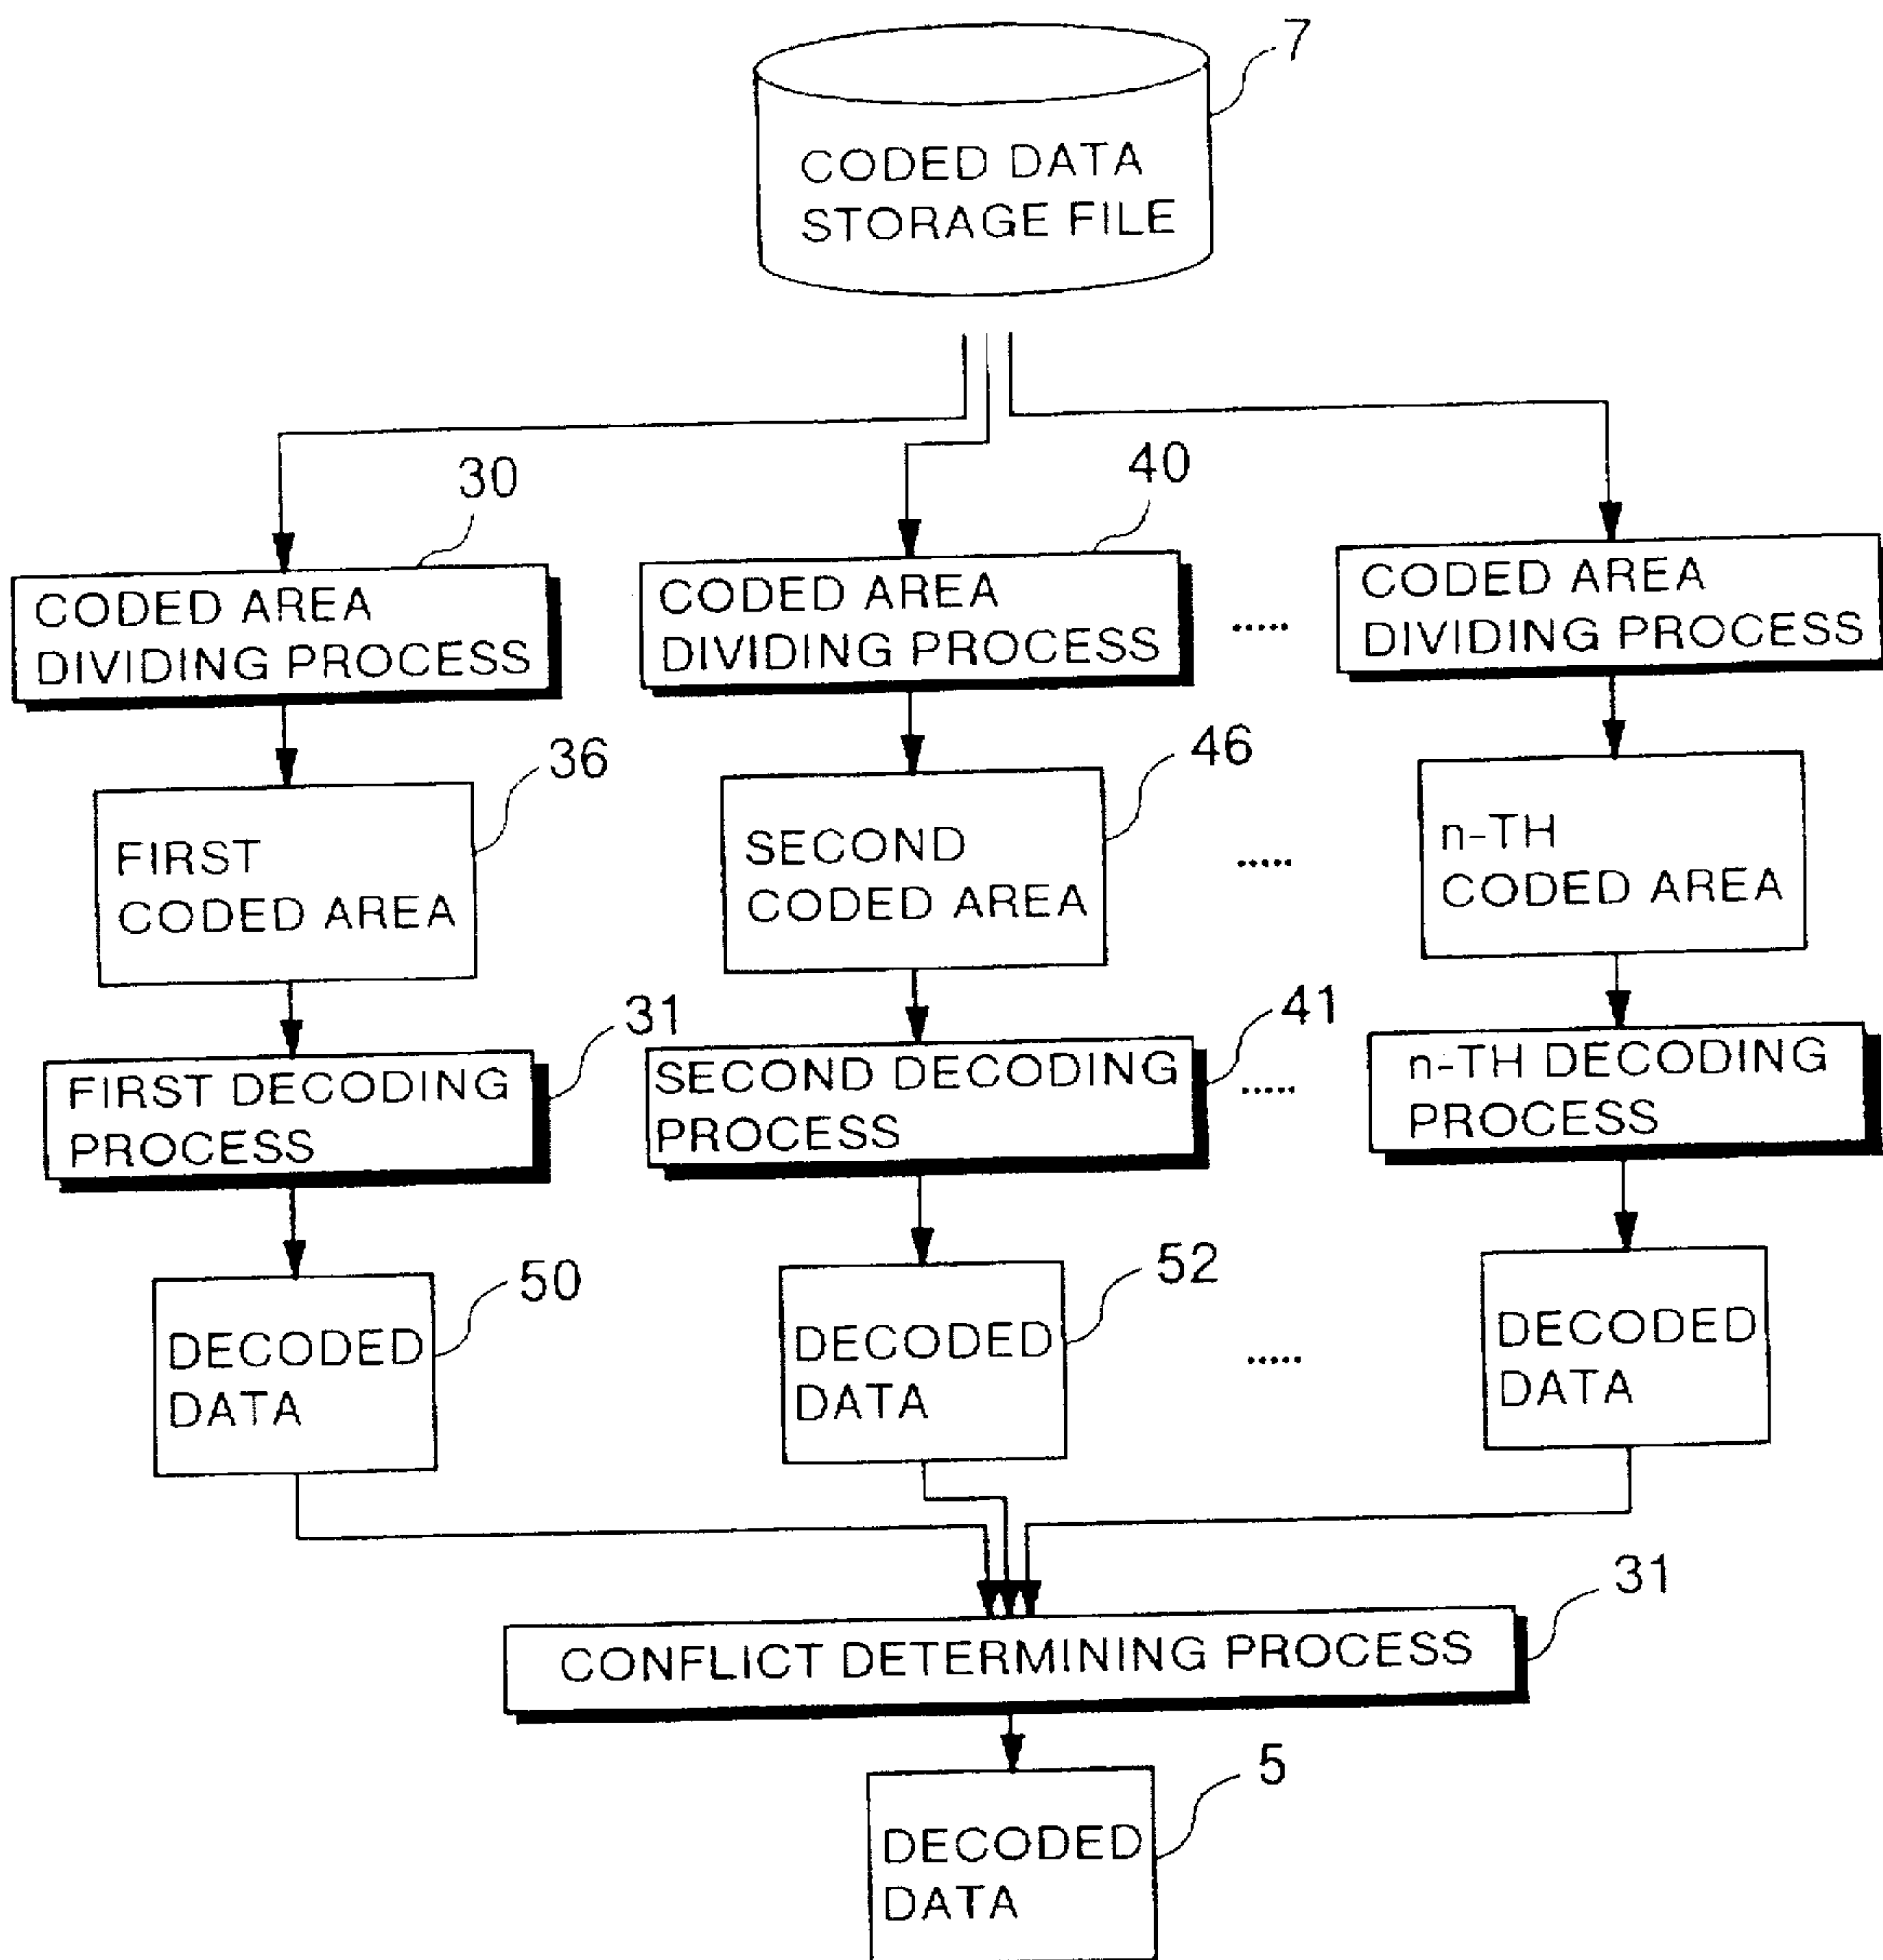 7
CODED DATA
STORAGE FILE
30
40
CODED AREA
DIVIDING PROCESS
CODED AREA
DIVIDING PROCESS
.....
CODED AREA
DIVIDING PROCESS
36
46
FIRST
CODED AREA
SECOND
CODED AREA
.....
n-TH
CODED AREA
31
41
FIRST DECODING
PROCESS
SECOND DECODING
PROCESS
.....
n-TH DECODING
PROCESS
50
52
DECODED
DATA
DECODED
DATA
.....
DECODED
DATA
31
CONFLICT DETERMINING PROCESS
5
DECODED
DATA